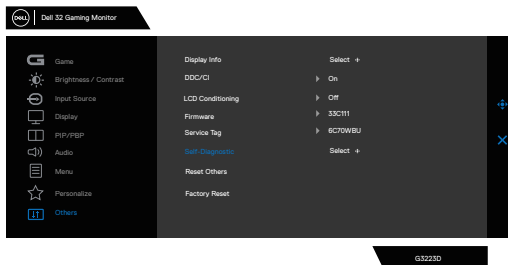 DELL Dell 32 Gaming Monitor
Game
Brightness / Contrast
Input Source
Display
PIP/PBP
Audio
Menu
Personalize
Others
Display Info Select +
DDC/CI On
LCD Conditioning Off
Firmware 33C111
Service Tag 6C70WBU
Self-Diagnostic Select +
Reset Others
Factory Reset
G3223D